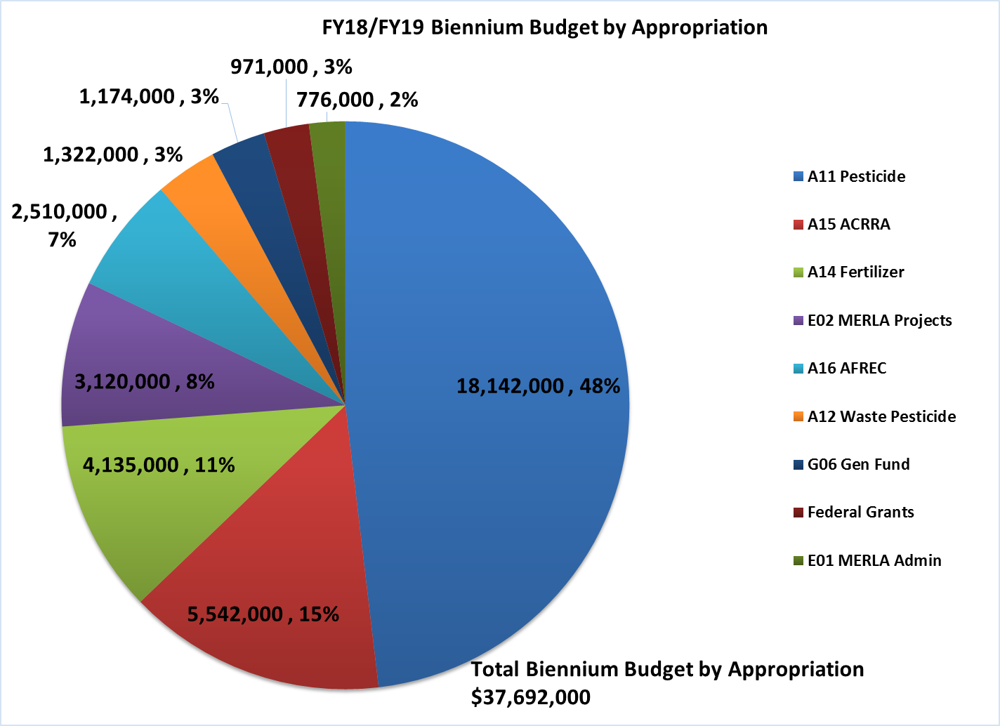 FY18/FY19 Biennium Budget by Appropriation
971,000 , 3%
1,174,000 , 3%
776,000 , 2%
1,322,000 , 3%
2,510,000 ,
7%
3,120,000 , 8%
18,142,000 , 48%
4,135,000 , 11%
5,542,000 , 15%
A11 Pesticide
A15 ACRRA
A14 Fertilizer
E02 MERLA Projects
A16 AFREC
A12 Waste Pesticide
G06 Gen Fund
Federal Grants
E01 MERLA Admin
Total Biennium Budget by Appropriation
$37,692,000